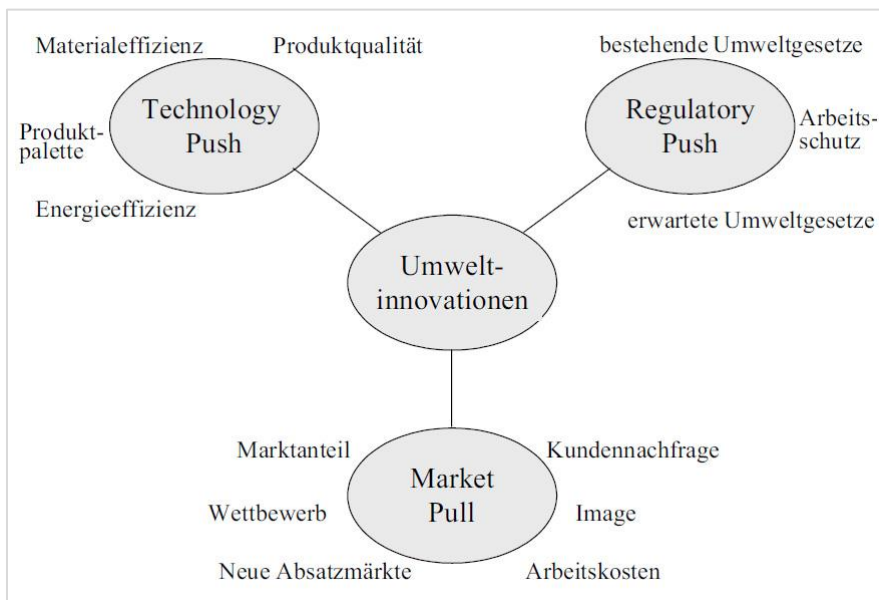 Materialeffizienz
Produktqualität
Technology
Push
Produkt-
palette
Energieeffizienz
bestehende Umweltgesetze
Regulatory
Push
Arbeits-
schutz
erwartete Umweltgesetze
Umwelt-
innovationen
Marktanteil
Kundennachfrage
Market
Pull
Wettbewerb
Image
Neue Absatzmärkte
Arbeitskosten